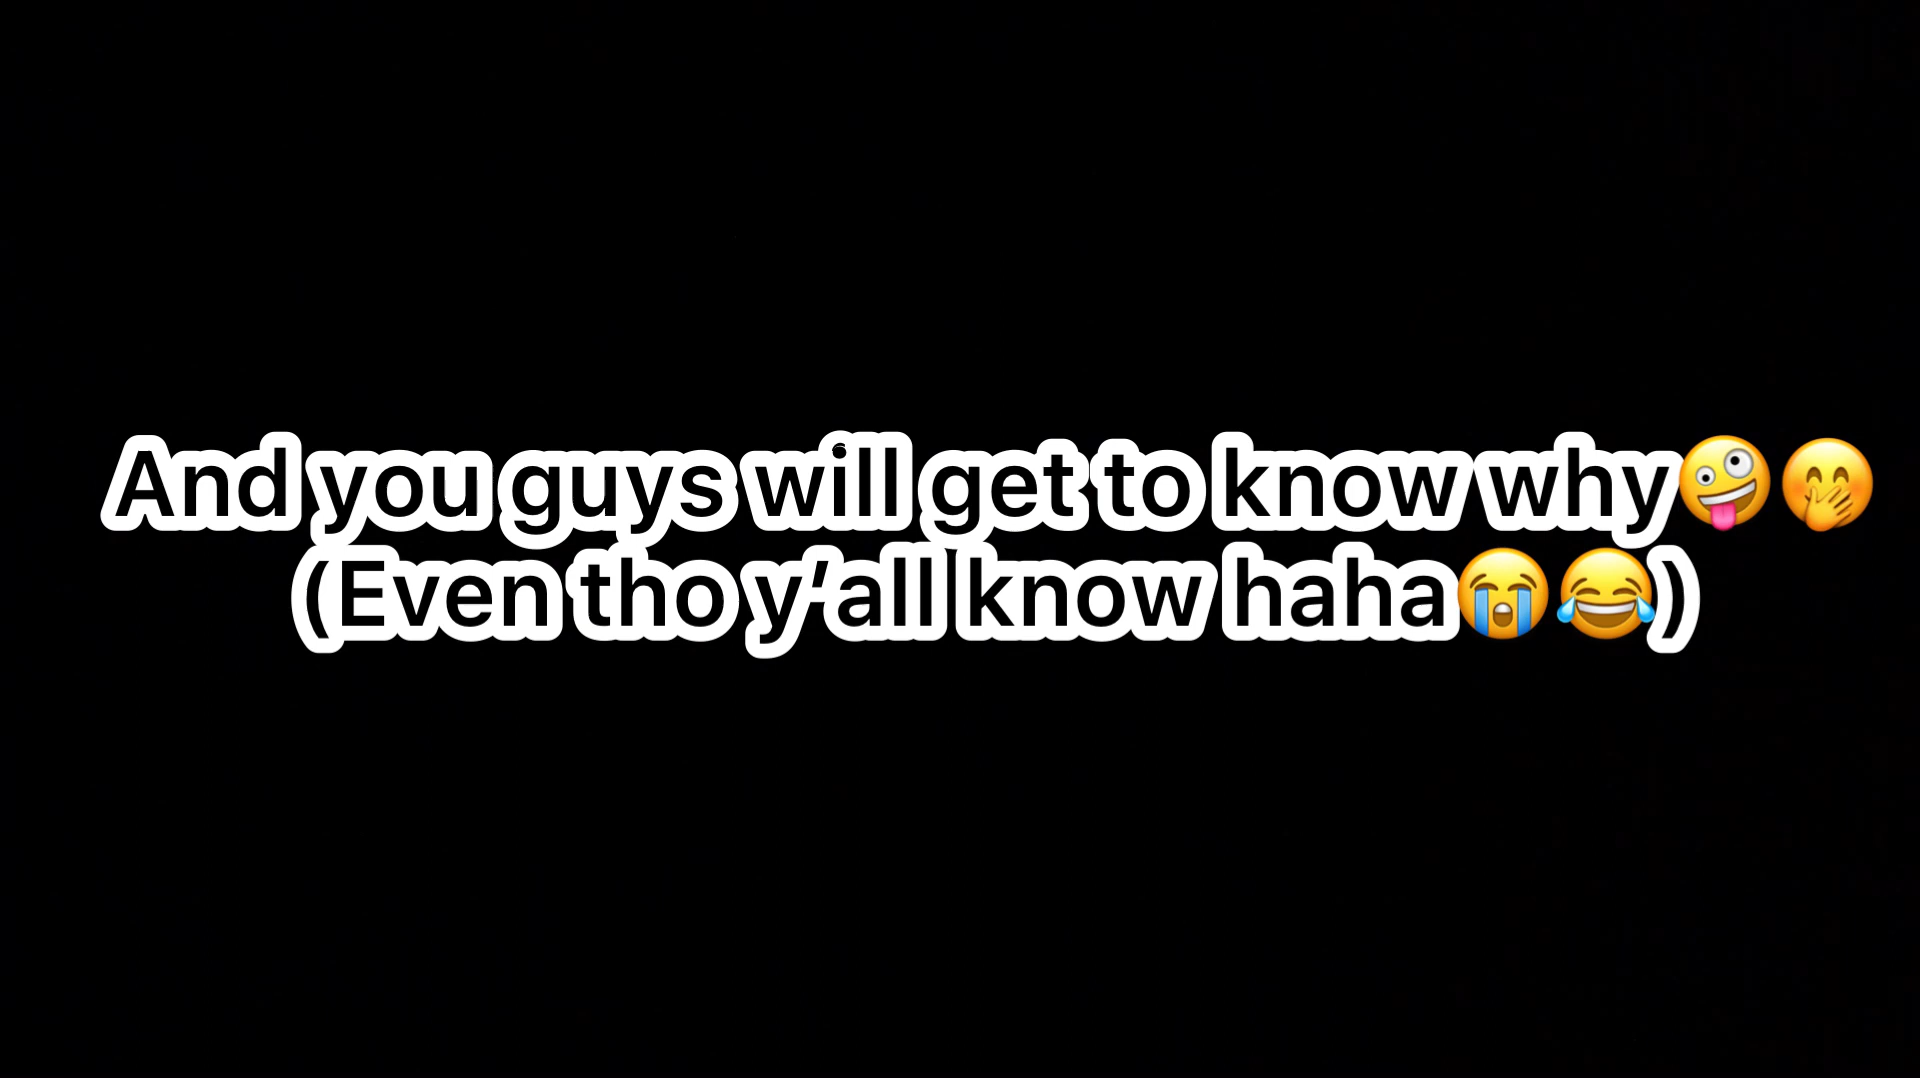 And you guys will get to know why🤪🤭
(Even tho y’all know haha😭😂)